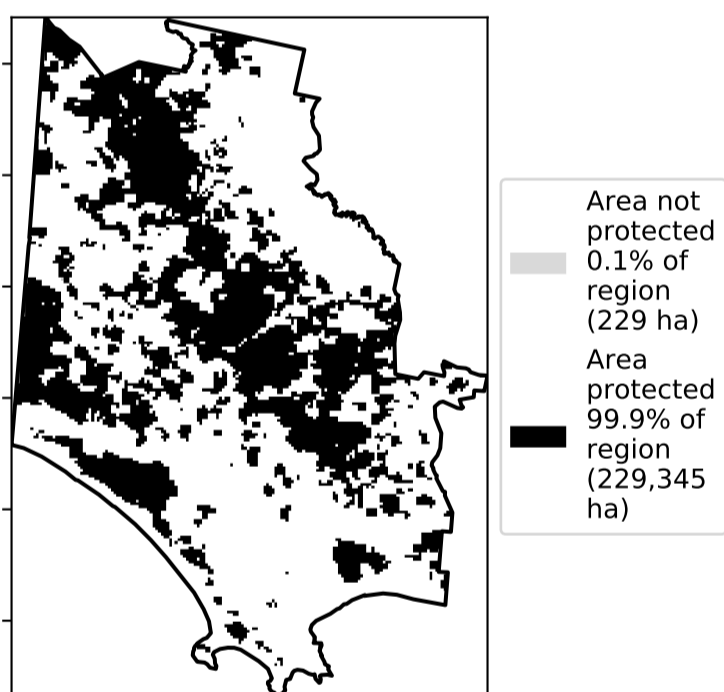 Area not
protected
0.1% of
region
(229 ha)
Area
protected
99.9% of
region
(229,345
ha)